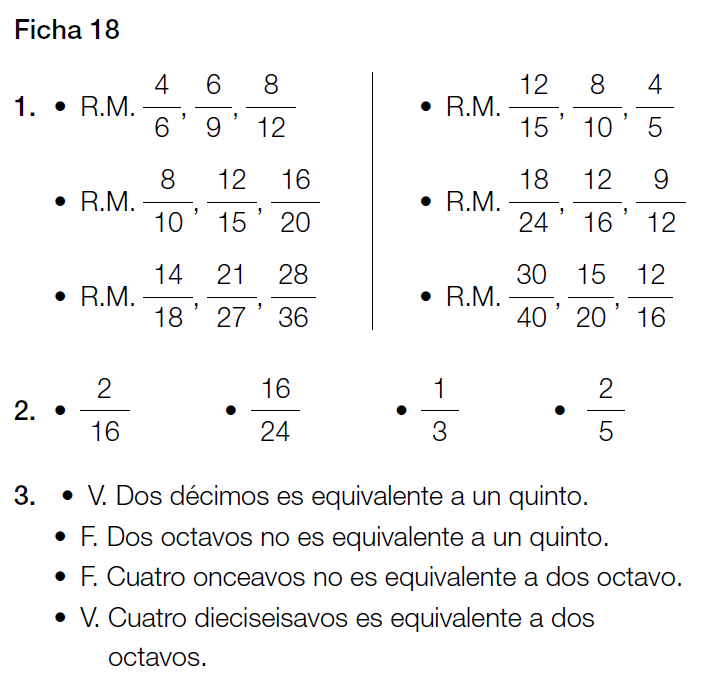 Ficha 18
1. • R.M. 4/6, 6/9, 8/12
• R.M. 8/10, 12/15, 16/20
• R.M. 14/18, 21/27, 28/36
• R.M. 12/15, 8/10, 4/5
• R.M. 18/24, 12/16, 9/12
• R.M. 30/40, 15/20, 12/16
2. • 2/16 • 16/24 • 1/3 • 2/5
3. • V. Dos décimos es equivalente a un quinto.
• F. Dos octavos no es equivalente a un quinto.
• F. Cuatro onceavos no es equivalente a dos octavo.
• V. Cuatro dieciseisavos es equivalente a dos
octavos.